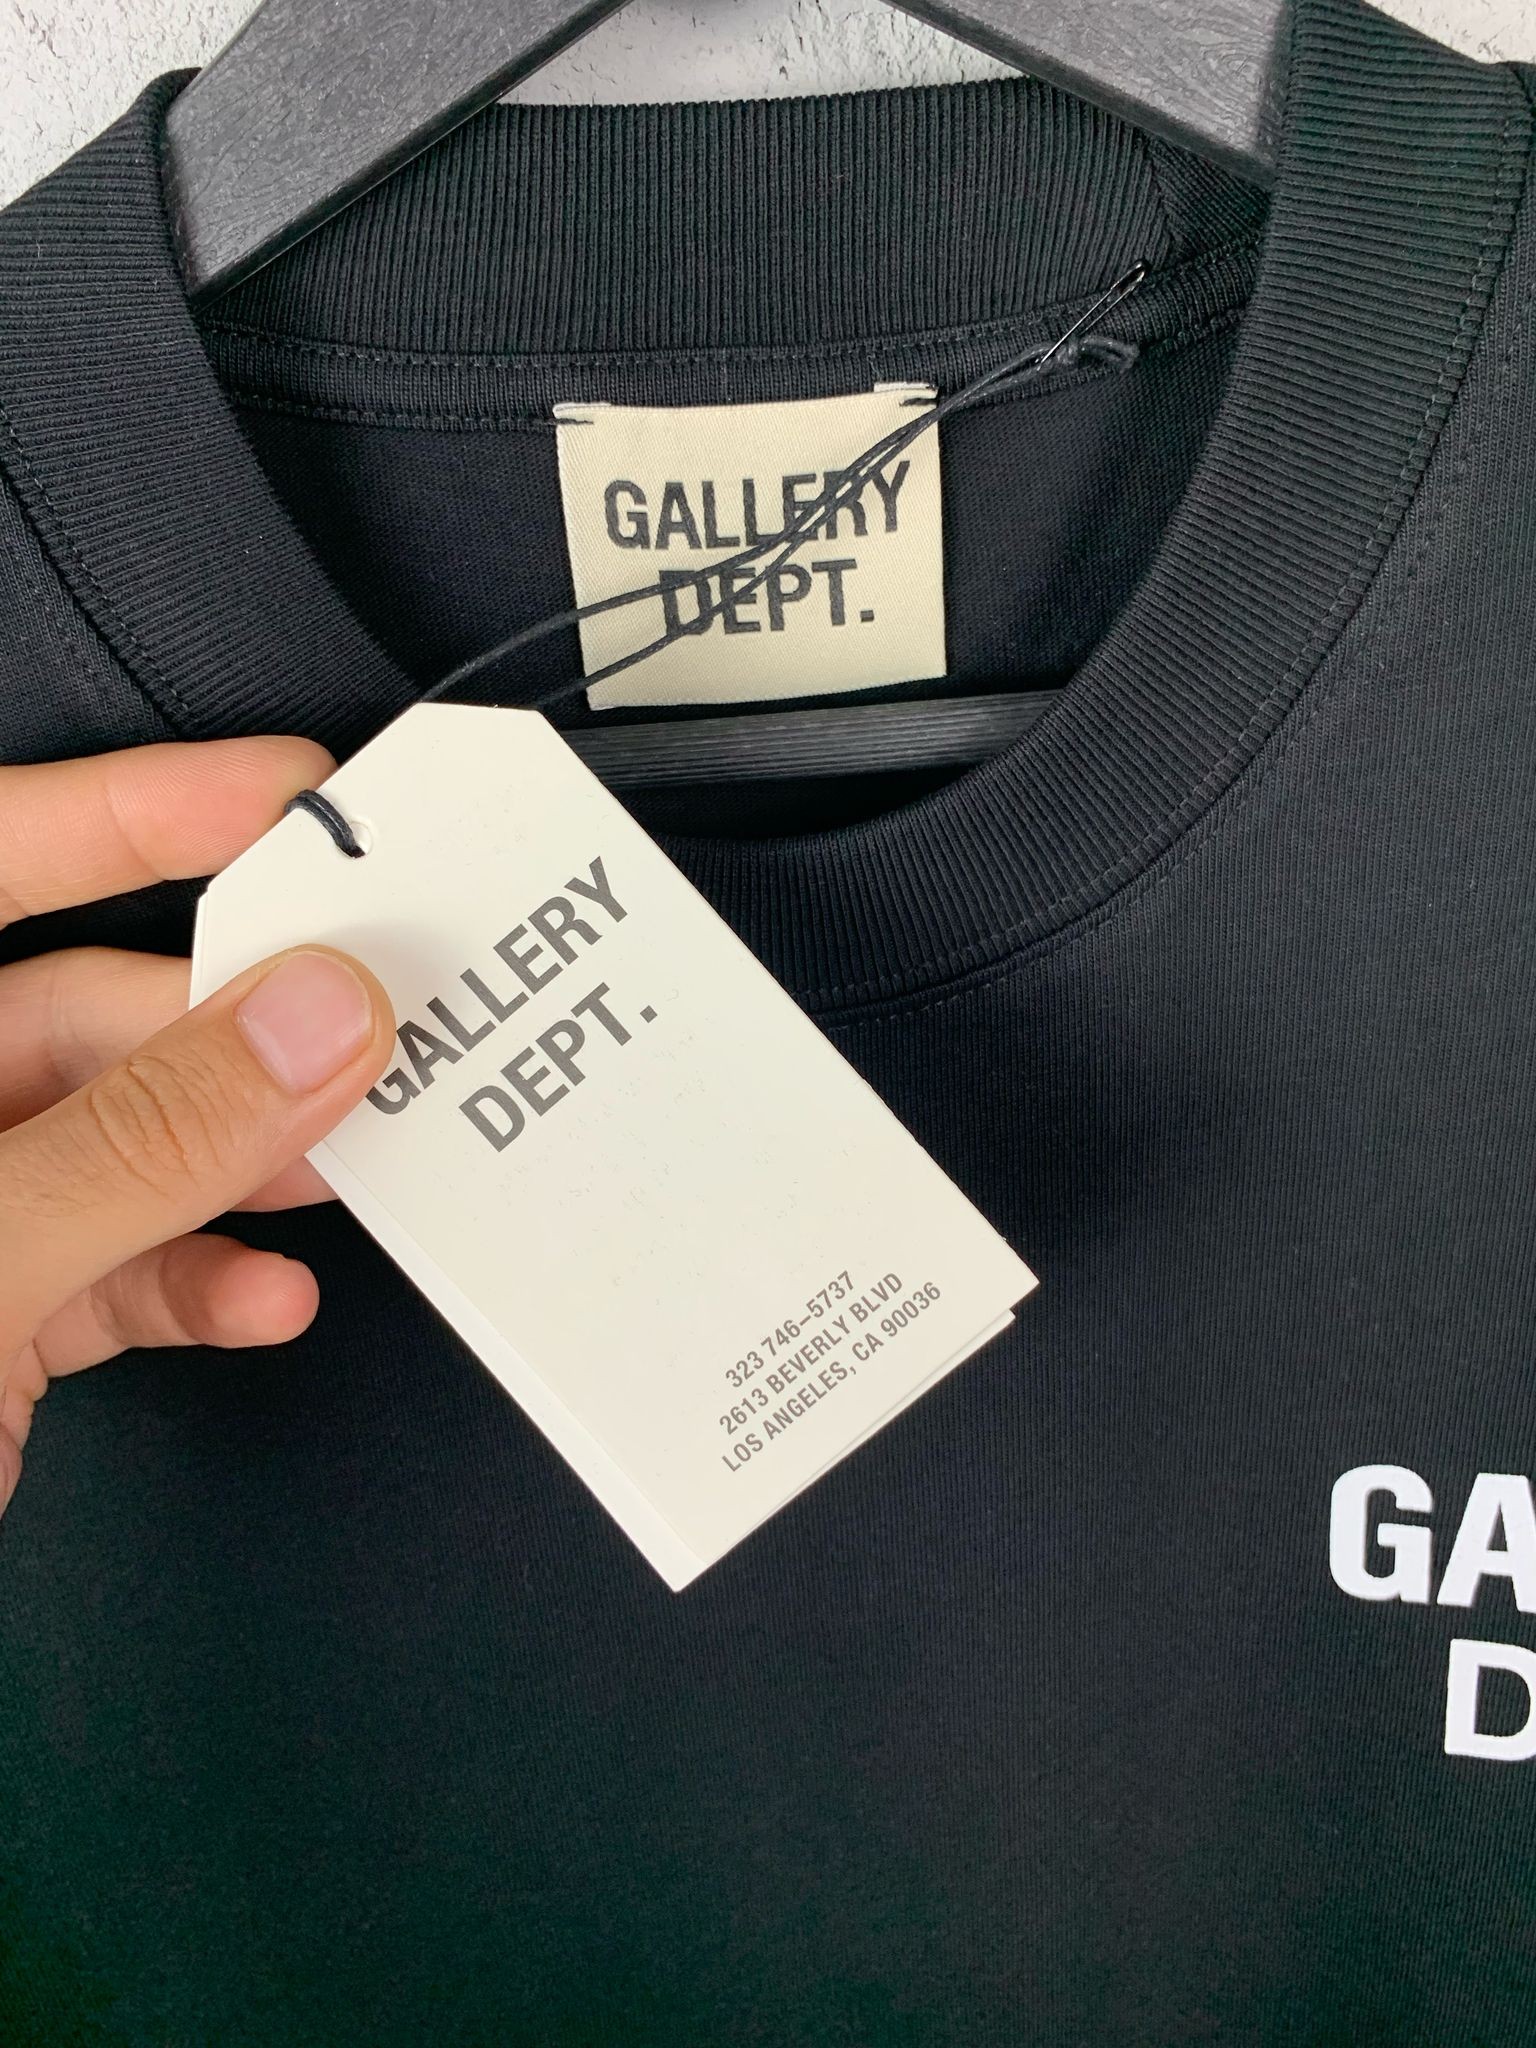 GALLERY
DEPT.
GALLERY
DEPT.
323 746–5737
2613 BEVERLY BLVD
LOS ANGELES, CA 90036
GA
D